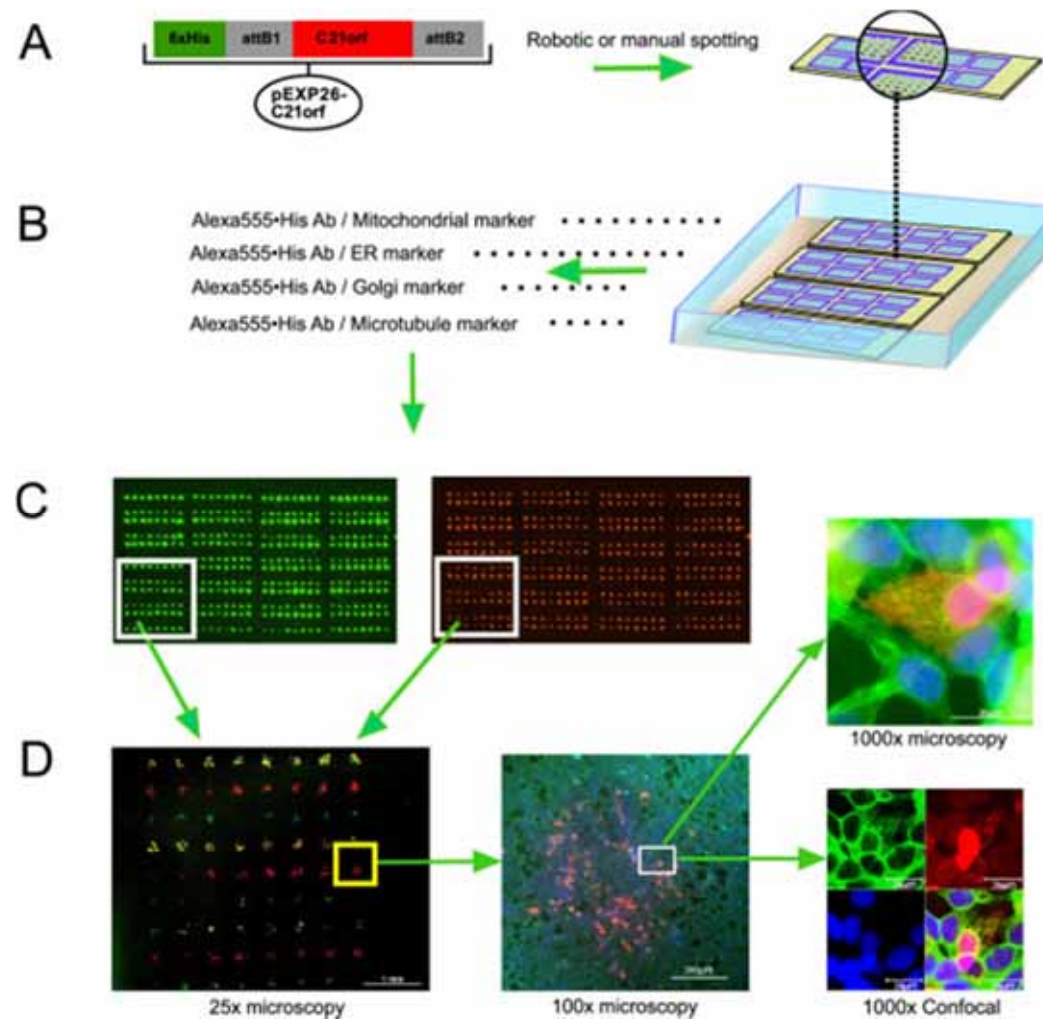 A
6xHis attB1 C21orf attB2
pEXP26-
C21orf
Robotic or manual spotting
B
Alexa555•His Ab / Mitochondrial marker
Alexa555•His Ab / ER marker
Alexa555•His Ab / Golgi marker
Alexa555•His Ab / Microtubule marker
C
1000x microscopy
D
25x microscopy
100x microscopy
1000x Confocal